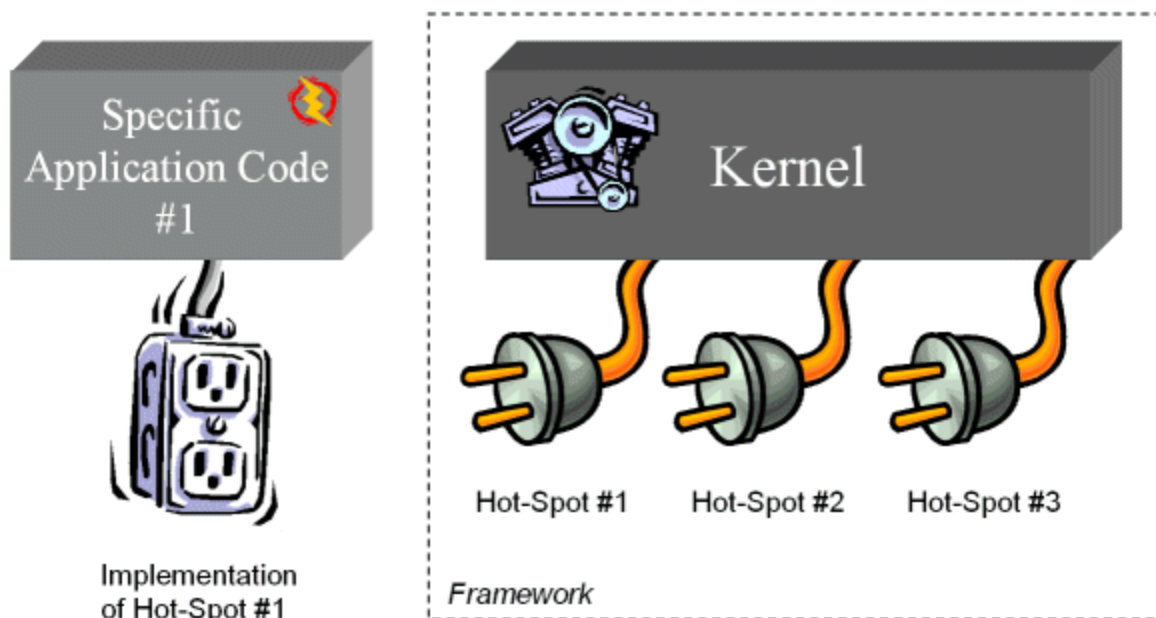 Specific
Application Code
#1
Kernel
Hot-Spot #1
Hot-Spot #2
Hot-Spot #3
Implementation
of Hot-Spot #1
Framework